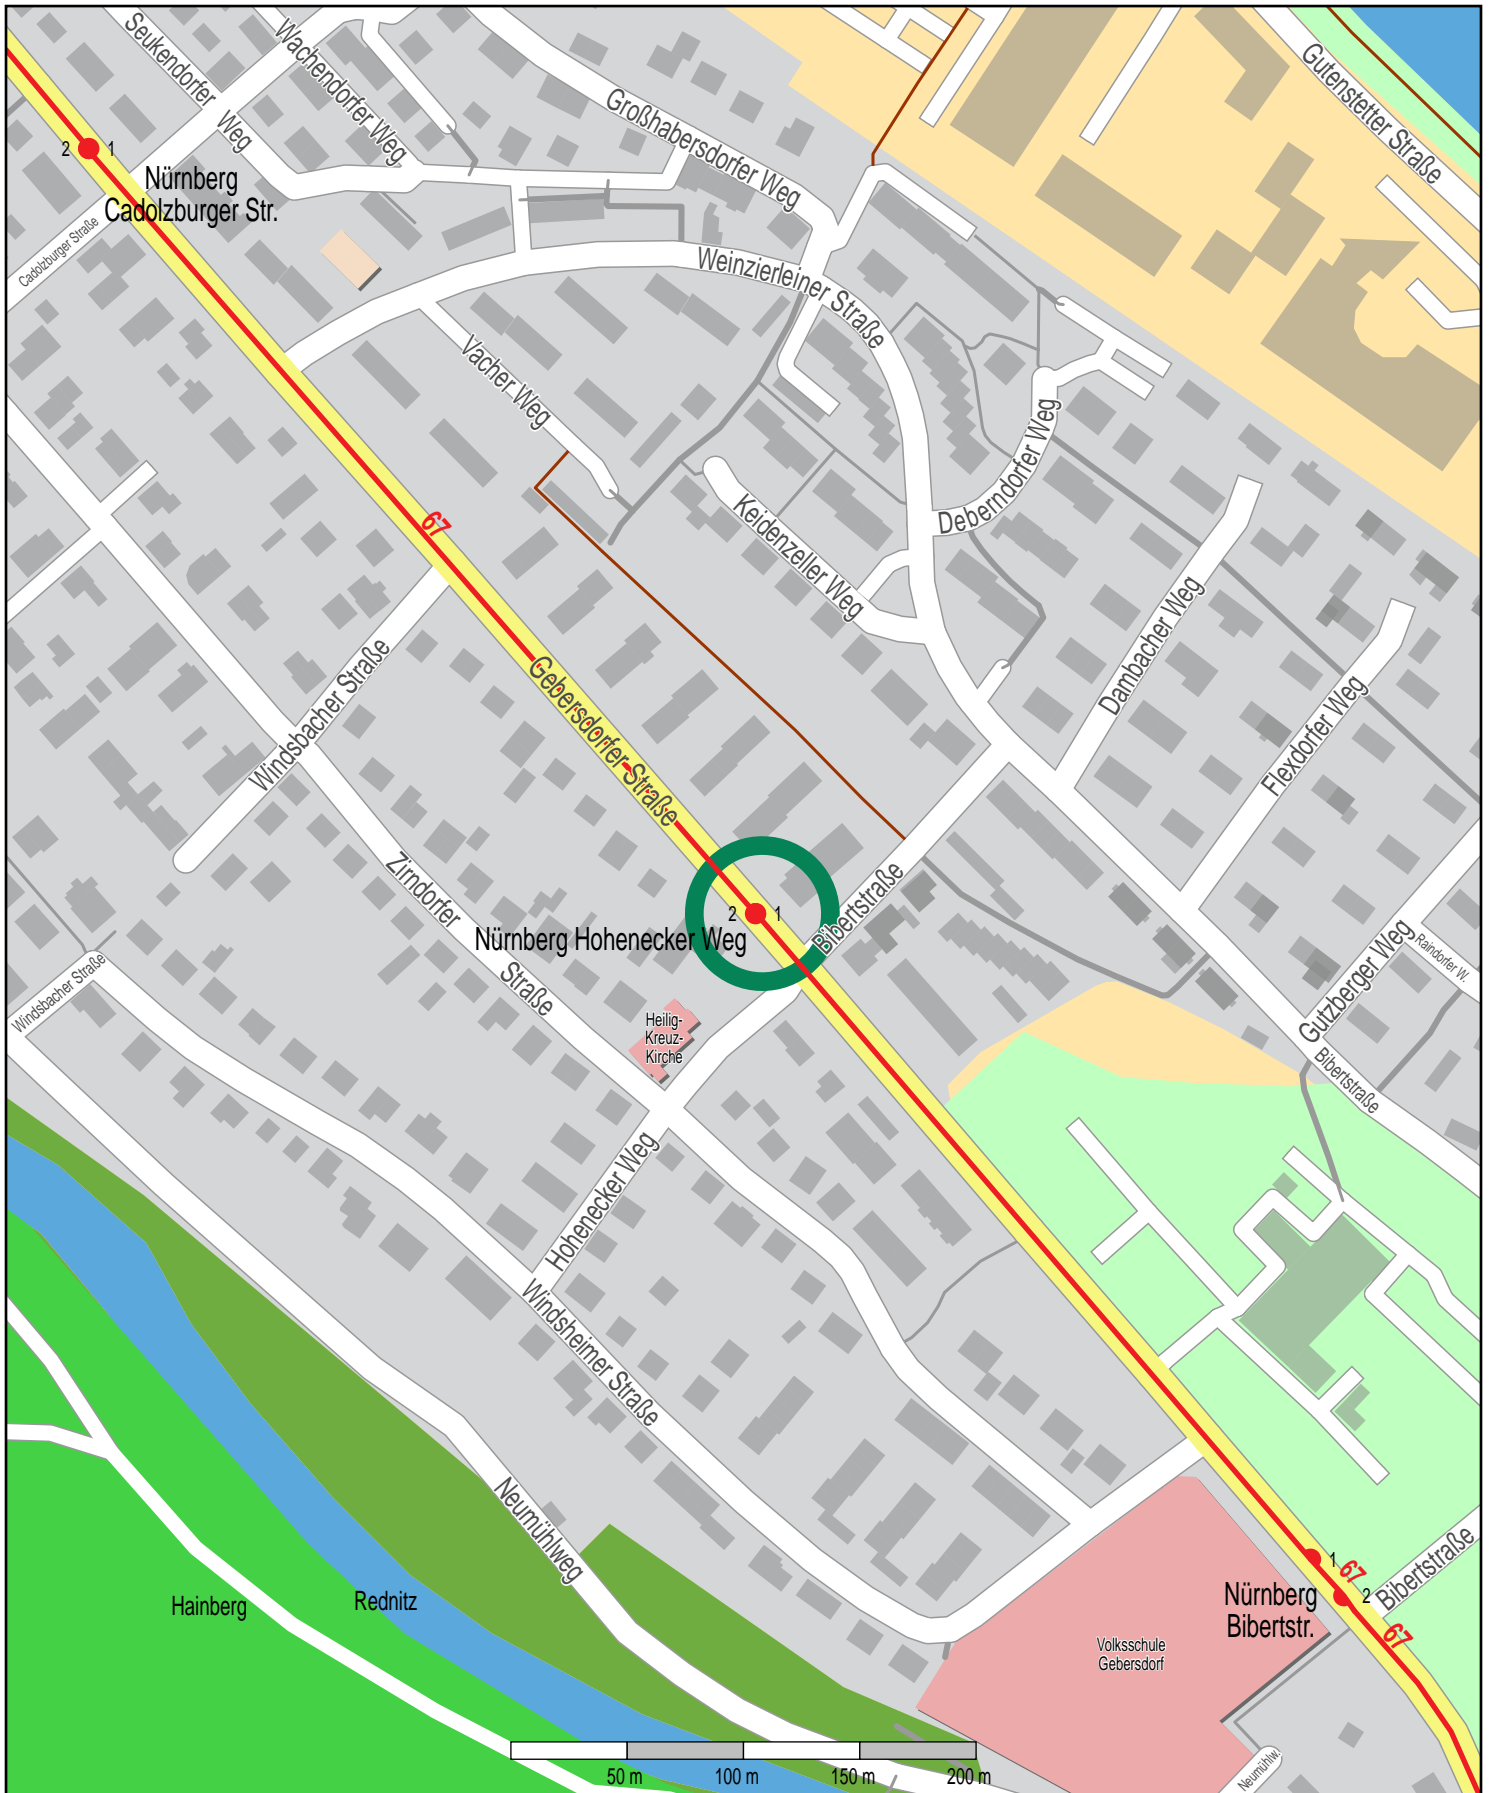 Seukendorfer Weg
Wachendorfer Weg
Großhabersdorfer Weg
Gutenstetter Straße
2 1
Nürnberg
Cadolzburger Str.
Cadolzburger Straße
Weinzierleiner Straße
Vacher Weg
Deberndorfer Weg
67
Keidenzeller Weg
Dambacher Weg
Windsbacher Straße
Gebersdorfer Straße
Flexdorfer Weg
Zirndorfer
Straße
2 1
Nürnberg Hohenecker Weg
Bibertstraße
Gutzberger Weg
Raindorfer W.
Windsbacher Straße
Heilig-
Kreuz-
Kirche
Bibertstraße
Hohenecker Weg
Windsheimer Straße
Neumühlweg
Hainberg
Rednitz
1
67
2
Nürnberg
Bibertstr.
Bibertstraße
67
Volksschule
Gebersdorf
Neumühlw.
50 m 100 m 150 m 200 m